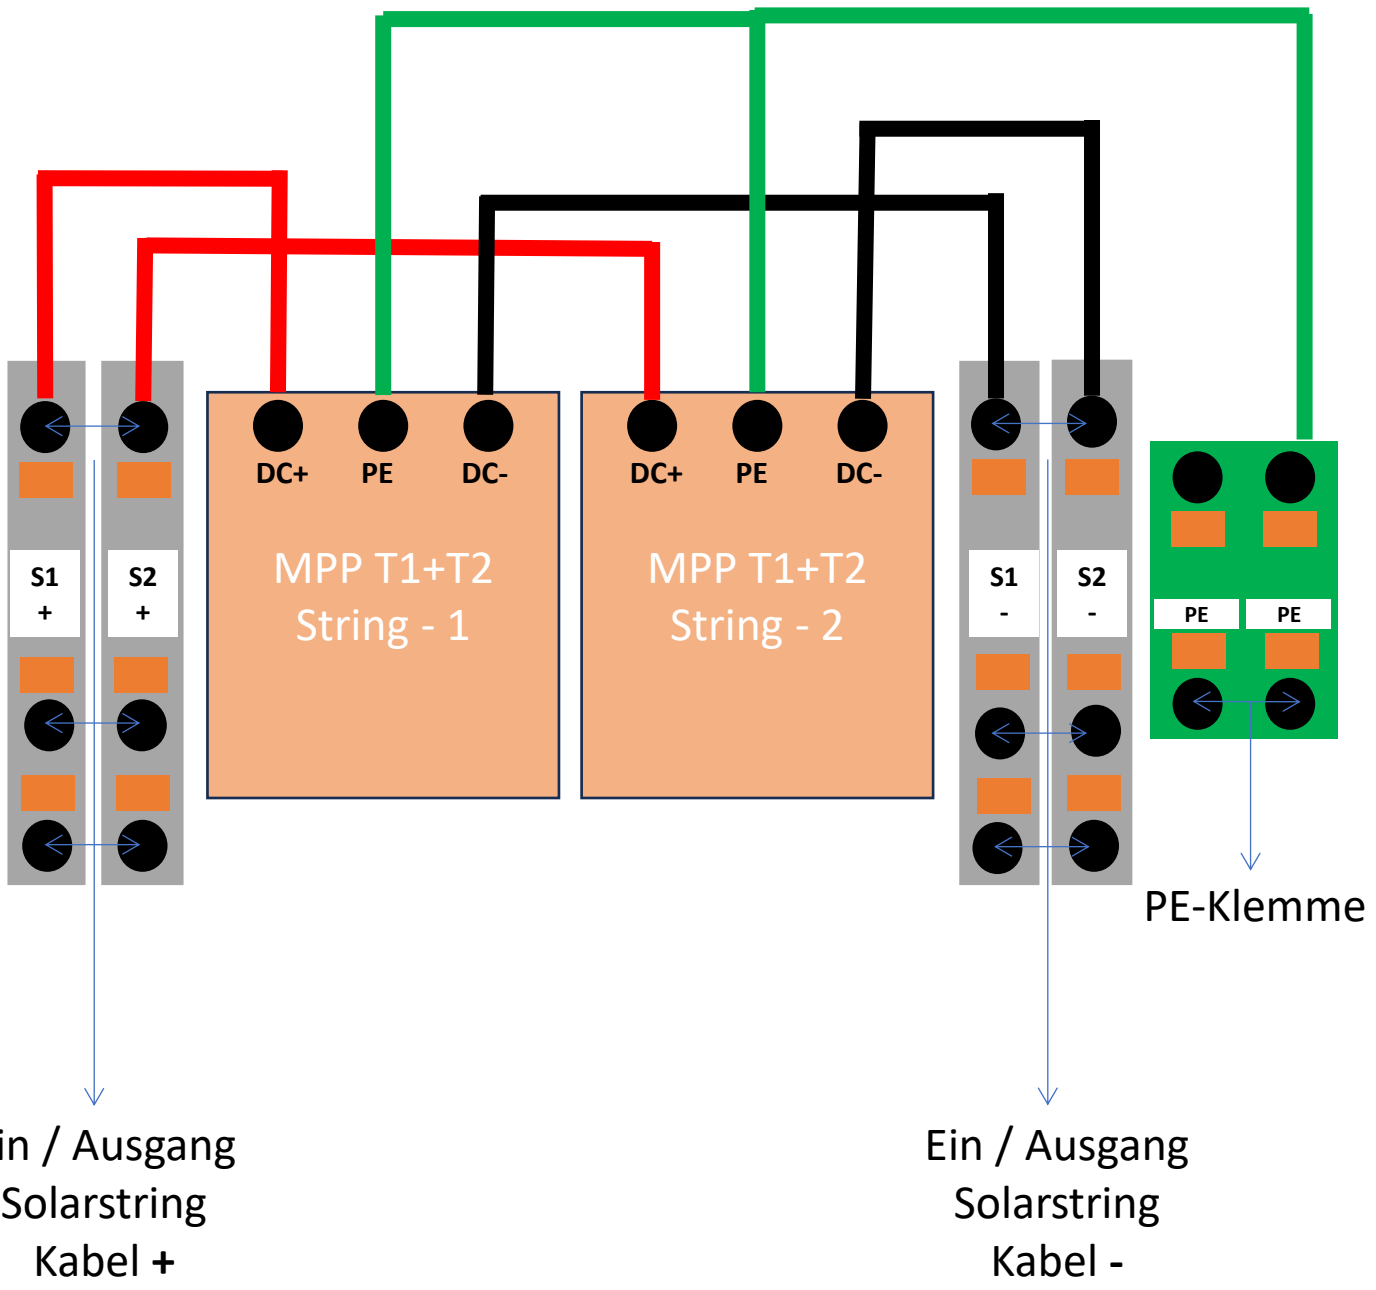 DC+ PE DC-
DC+ PE DC-
MPP T1+T2
String - 1
MPP T1+T2
String - 2
S1
+
S2
+
S1
-
S2
-
PE
PE
PE-Klemme
in / Ausgang
Solarstring
Kabel +
Ein / Ausgang
Solarstring
Kabel -